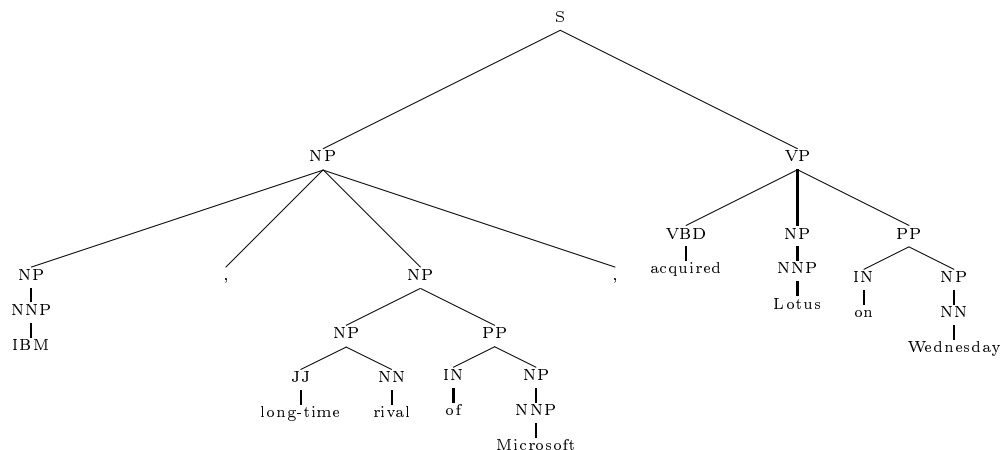 S
NP VP
VBD NP PP
acquired NNP IN NP
Lotus on NN
Wednesday
NP , NP ,
NNP
IBM
NP PP
JJ NN IN NP
long-time rival of NNP
Microsoft